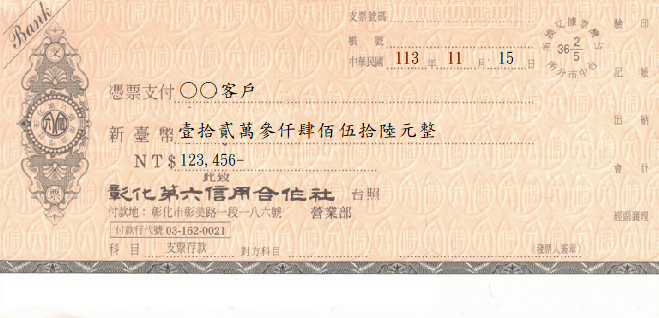 Bank
支票號碼
帳 號
中華民國 113 年 11 月 15 日
36 2/5
憑票支付 〇〇客戶
新臺幣壹拾貳萬參仟肆佰伍拾陸元整
NT$123,456-
此致
彰化第六信用合作社 台照
付款地:彰化市彰美路一段一八六號 營業部
付款行代號 03-152-0021
科目 支票存款 對方科目
(發票人簽章)
驗 印
記 帳
出 納
會 計
經副襄理
票